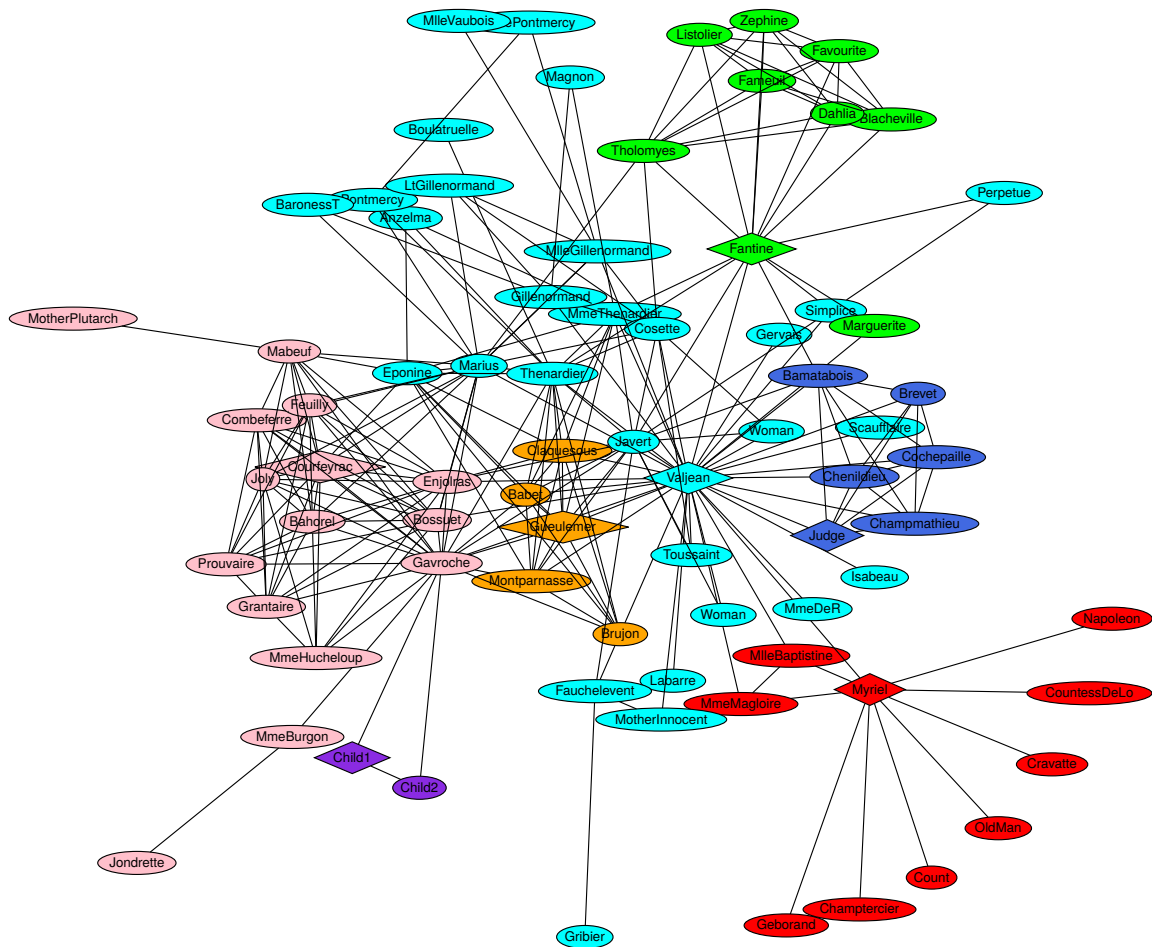 MlleVaubois
Pontmercy
Zephine
Listolier
Favourite
Magnon
Fameuil
Dahlia
Blacheville
Boulatruelle
Tholomyes
LtGillenormand
Perpetue
BaronessT
Pontmercy
Anzelma
Fantine
MlleGillenormand
Gillenormand
MmeThenardier
Simplice
MotherPlutarch
Cosette
Marguerite
Gervais
Mabeuf
Marius
Eponine
Thenardier
Bamatabois
Brevet
Feuilly
Combeferre
Scaufflaire
Woman
Javert
Claquesous
Cochepaille
Courfeyrac
Joly
Valjean
Chenildieu
Enjolras
Babet
Bahorel
Bossuet
Gueulemer
Champmathieu
Judge
Toussaint
Prouvaire
Gavroche
Isabeau
Montparnasse
Grantaire
MmeDeR
Woman
Napoleon
Brujon
MmeHucheloup
MlleBaptistine
Labarre
Myriel
Fauchelevent
CountessDeLo
MmeMagloire
MotherInnocent
MmeBurgon
Child1
Cravatte
Child2
OldMan
Jondrette
Count
Champtercier
Geborand
Gribier